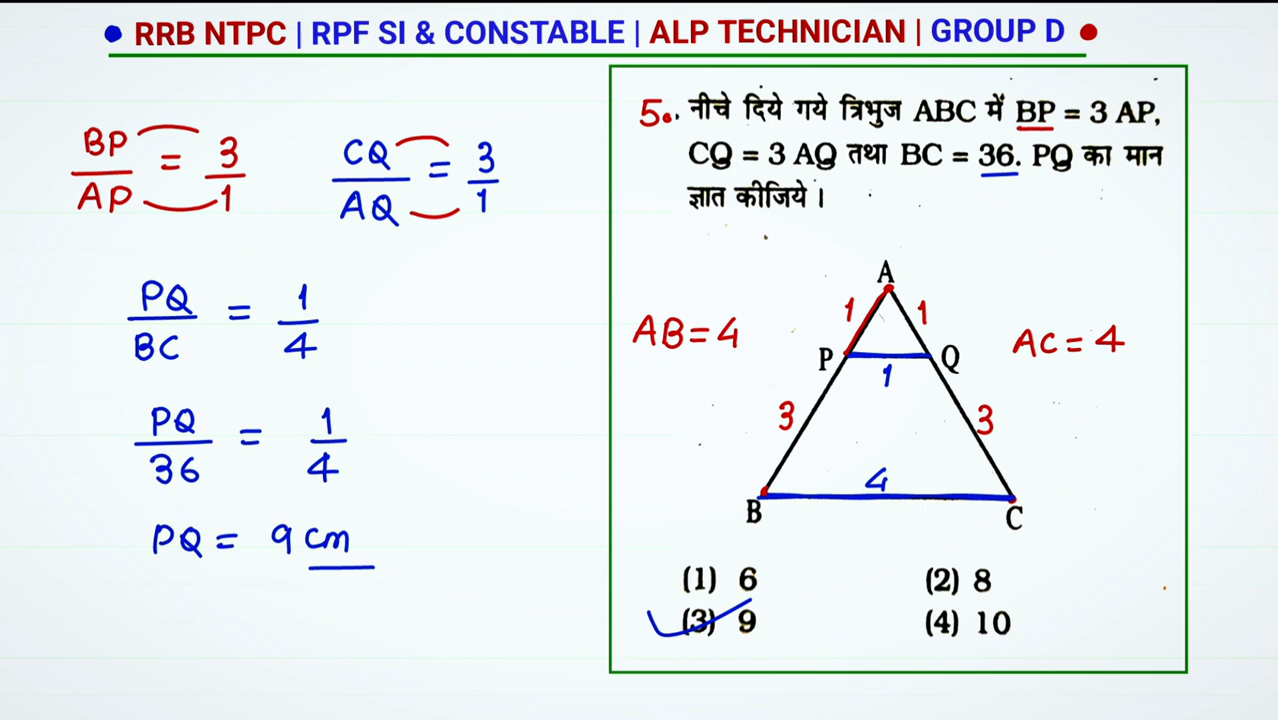 • RRB NTPC | RPF SI & CONSTABLE | ALP TECHNICIAN | GROUP D •
BP/AP = 3/1
CQ/AQ = 3/1
PQ/BC = 1/4
PQ/36 = 1/4
PQ = 9 cm
5. नीचे दिये गये त्रिभुज ABC में BP = 3 AP,
CQ = 3 AQ तथा BC = 36. PQ का मान
ज्ञात कीजिये।
A
1 1
AB = 4
AC = 4
P Q
1
3 3
4
B C
(1) 6 (2) 8
(3) 9 (4) 10